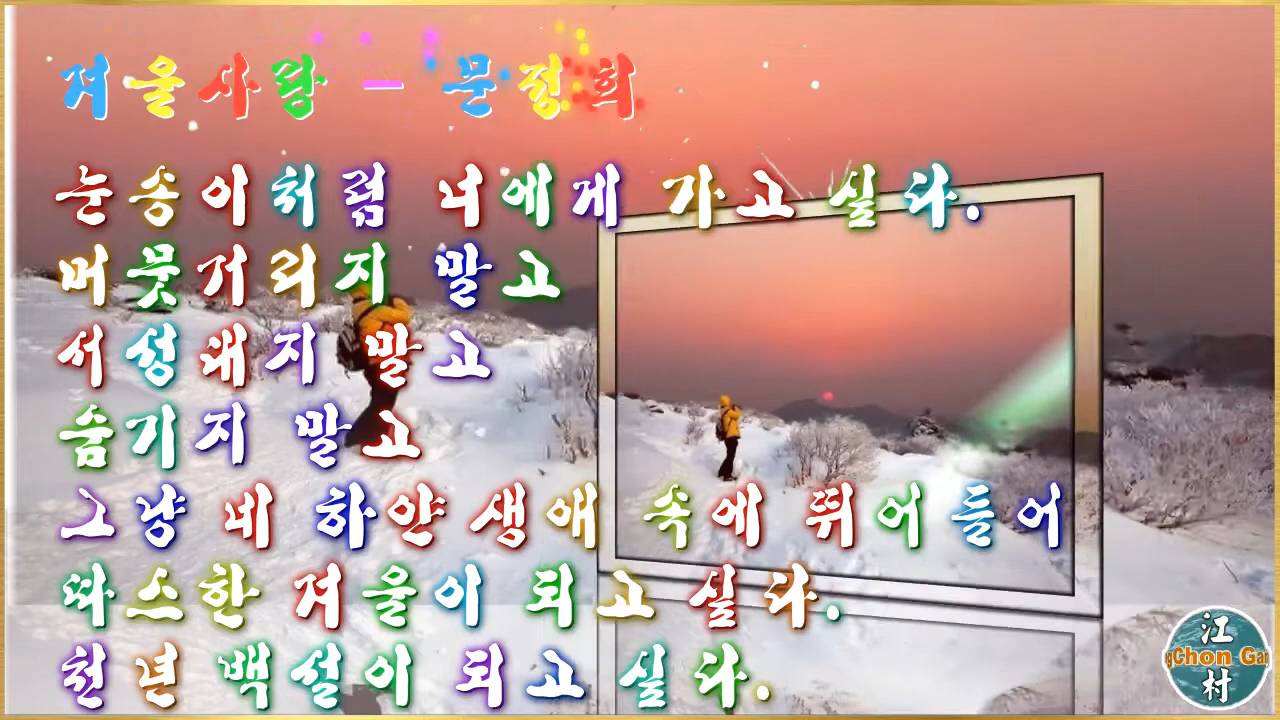 겨울사랑 - 문정희
눈송이처럼 너에게 가고 싶다.
머뭇거리지 말고
서성대지 말고
숨기지 말고
그냥 네 하얀 생애 속에 뛰어 들어
따스한 겨울이 되고 싶다.
천년 백설이 되고 싶다.
江
gChon Gan
村